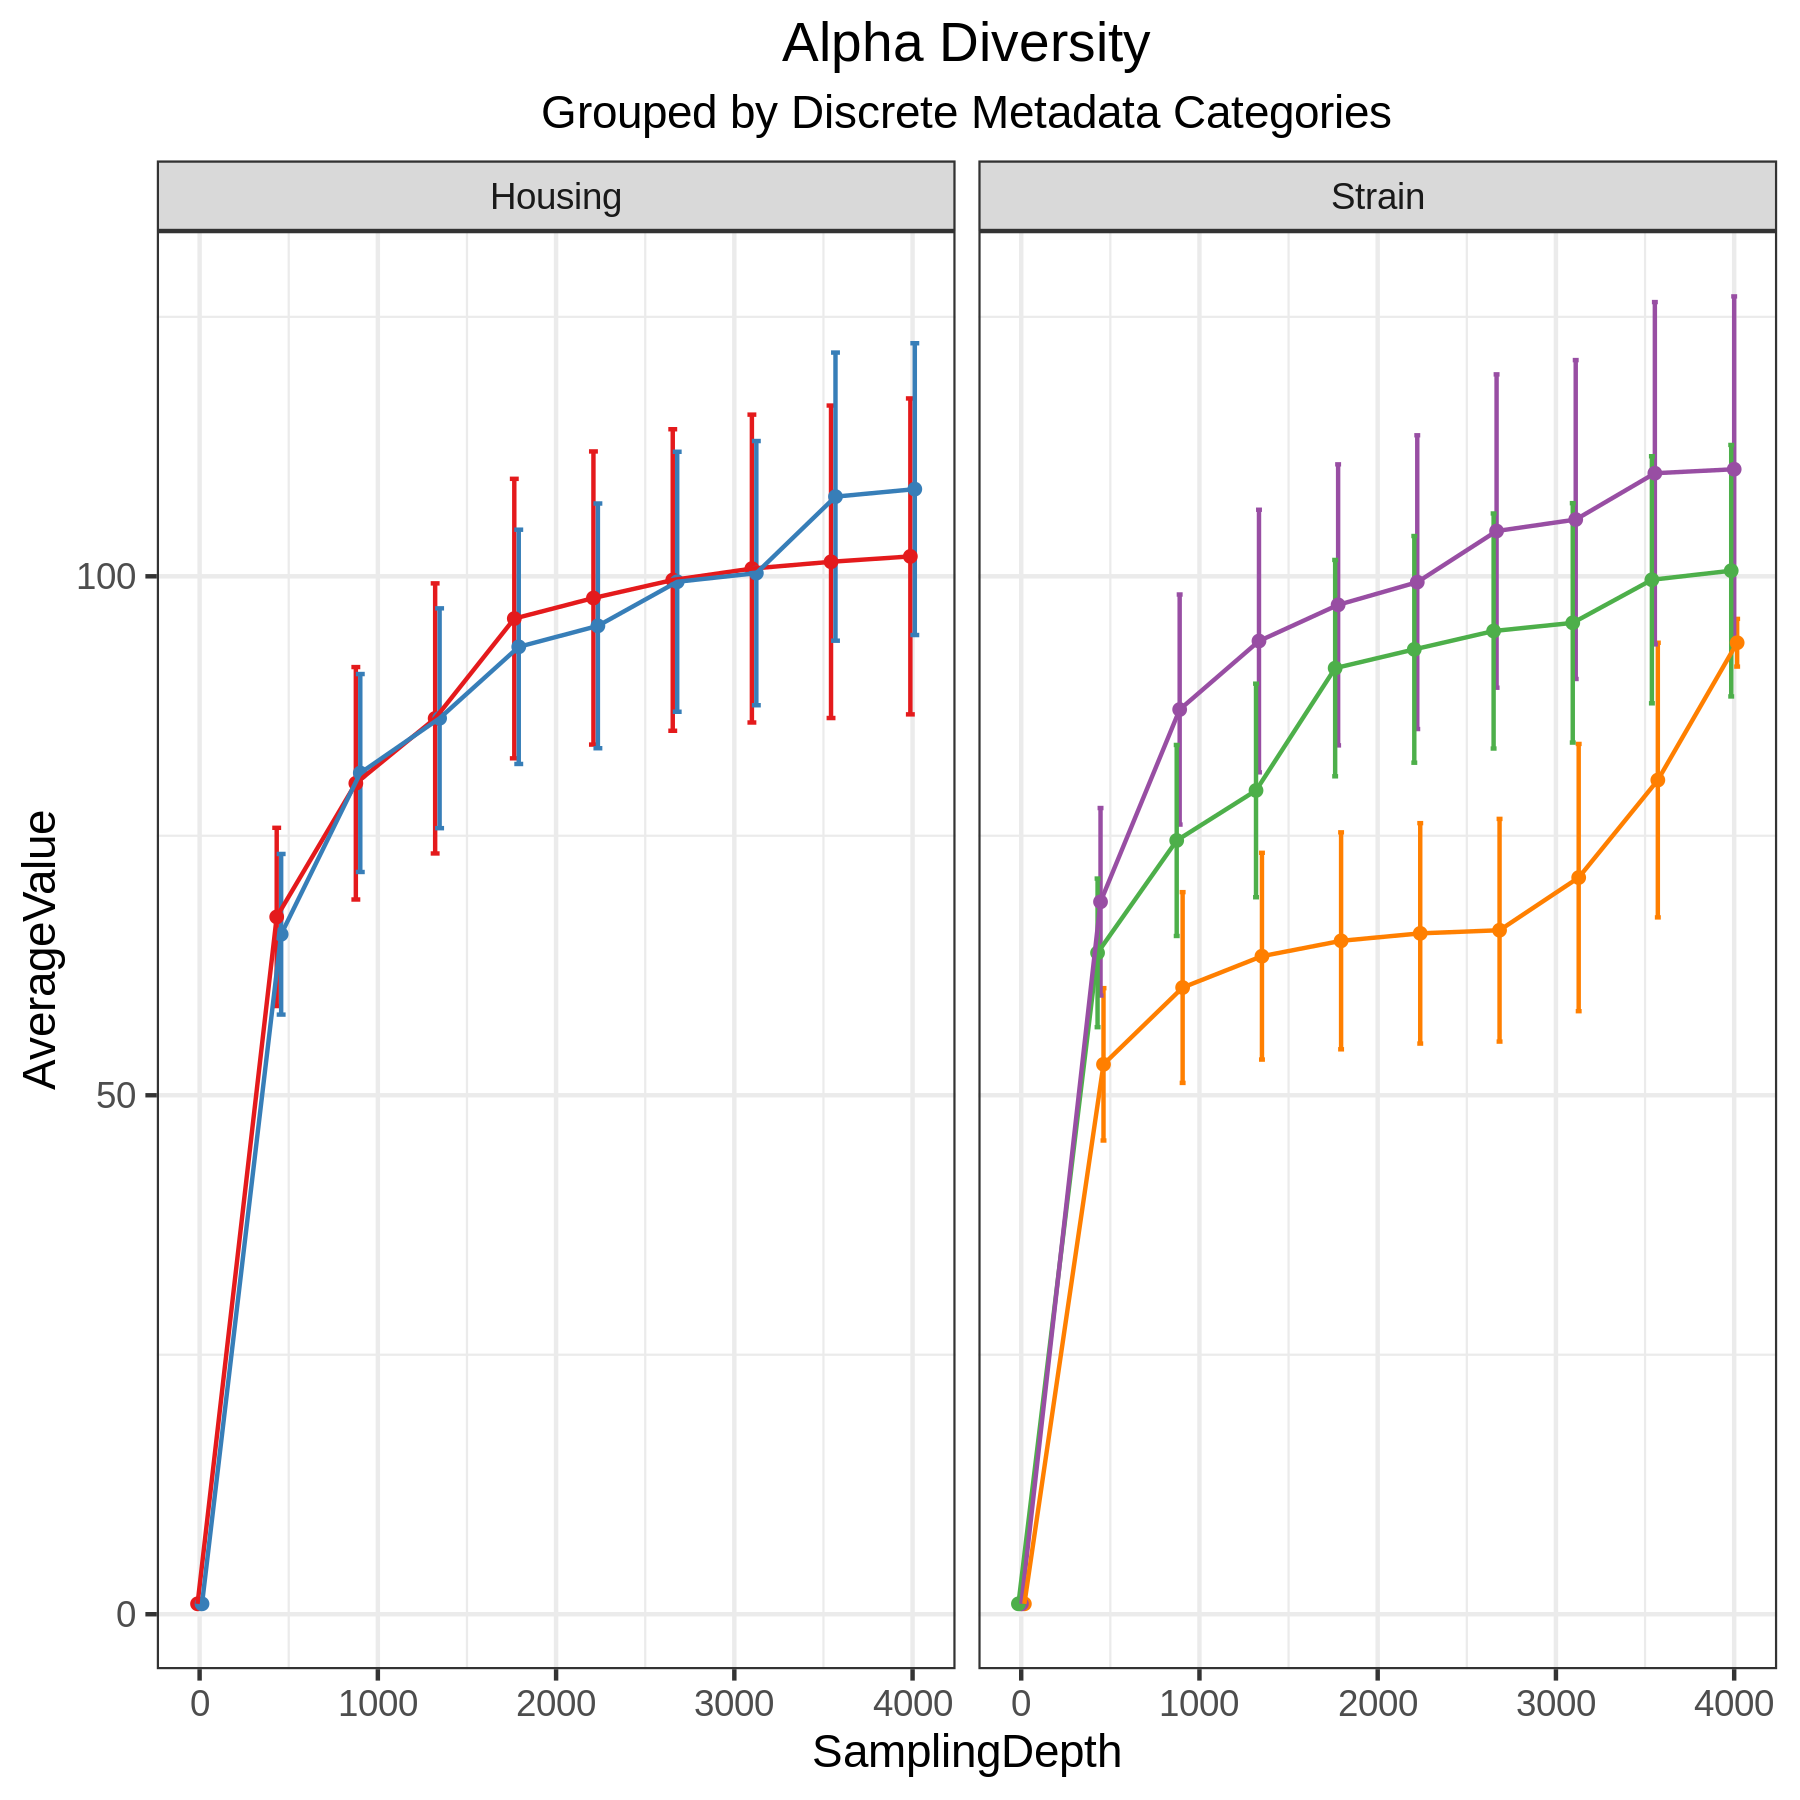 Alpha Diversity
Grouped by Discrete Metadata Categories
Housing
Strain
100
50
0
AverageValue
0 1000 2000 3000 4000
0 1000 2000 3000 4000
SamplingDepth